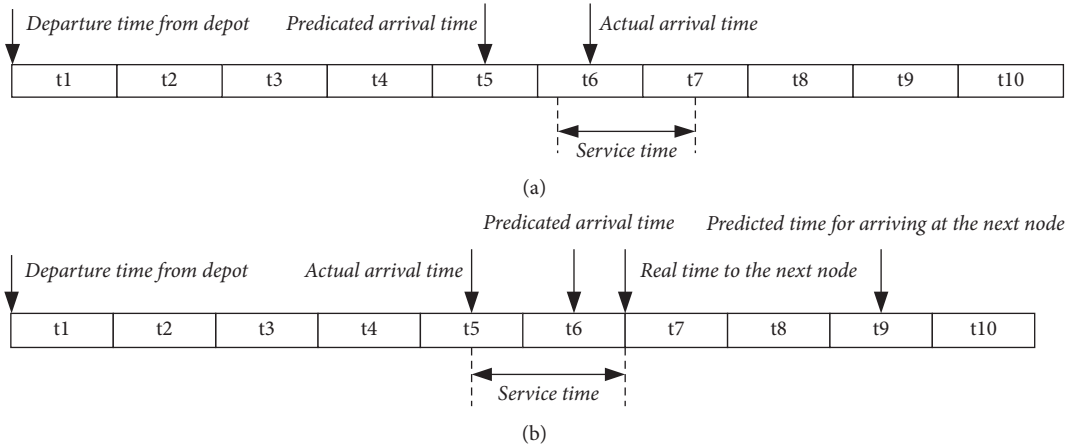 Departure time from depot Predicated arrival time Actual arrival time
t1 t2 t3 t4 t5 t6 t7 t8 t9 t10
Service time
(a)
Predicated arrival time Predicted time for arriving at the next node
Departure time from depot Actual arrival time Real time to the next node
t1 t2 t3 t4 t5 t6 t7 t8 t9 t10
Service time
(b)